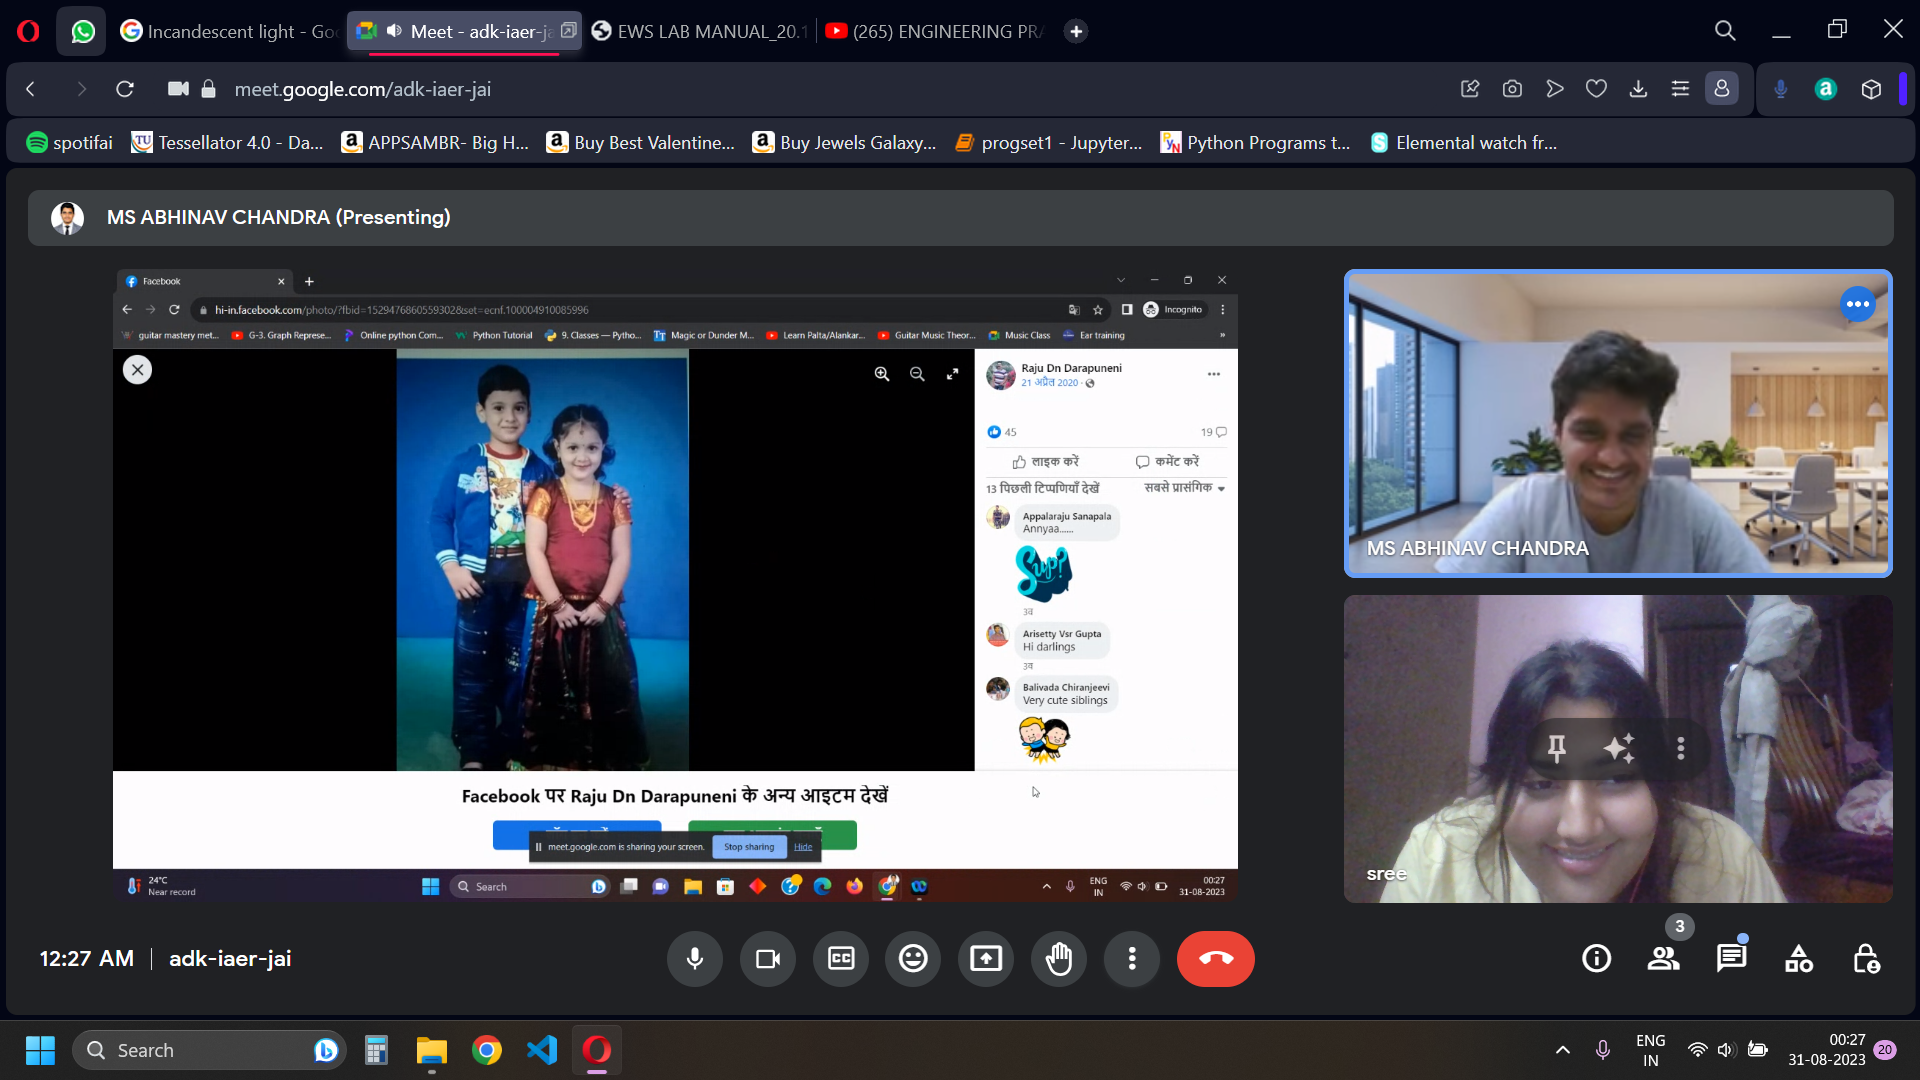 Incandescent light - Goo
Meet - adk-iaer-ja
EWS LAB MANUAL_20.1
(265) ENGINEERING PRA
meet.google.com/adk-iaer-jai
spotifai
Tessellator 4.0 - Da...
APPSAMBR- Big H...
Buy Best Valentine...
Buy Jewels Galaxy...
progset1 - Jupyter...
Python Programs t...
Elemental watch fr...
MS ABHINAV CHANDRA (Presenting)
Facebook
hi-in.facebook.com/photo/?fbid=1529476860559302&set=ecnf.100004910085996
Incognito
guitar mastery met...
G-3. Graph Represe...
Online python Com...
Python Tutorial
9. Classes — Pytho...
Magic or Dunder M...
Learn Palta/Alankar...
Guitar Music Theor...
Music Class
Ear training
Raju Dn Darapuneni
21 अप्रैल 2020
45
19
लाइक करें
कमेंट करें
13 पिछली टिप्पणियाँ देखें
सबसे प्रासंगिक
Appalaraju Sanapala
Annyaa......
Supp!
3व
Arisetty Vsr Gupta
Hi darlings
3व
Balivada Chiranjeevi
Very cute siblings
Facebook पर Raju Dn Darapuneni के अन्य आइटम देखें
meet.google.com is sharing your screen.
Stop sharing
Hide
24°C
Near record
Search
ENG
IN
00:27
31-08-2023
MS ABHINAV CHANDRA
sree
12:27 AM
adk-iaer-jai
3
Search
ENG
IN
00:27
31-08-2023
20